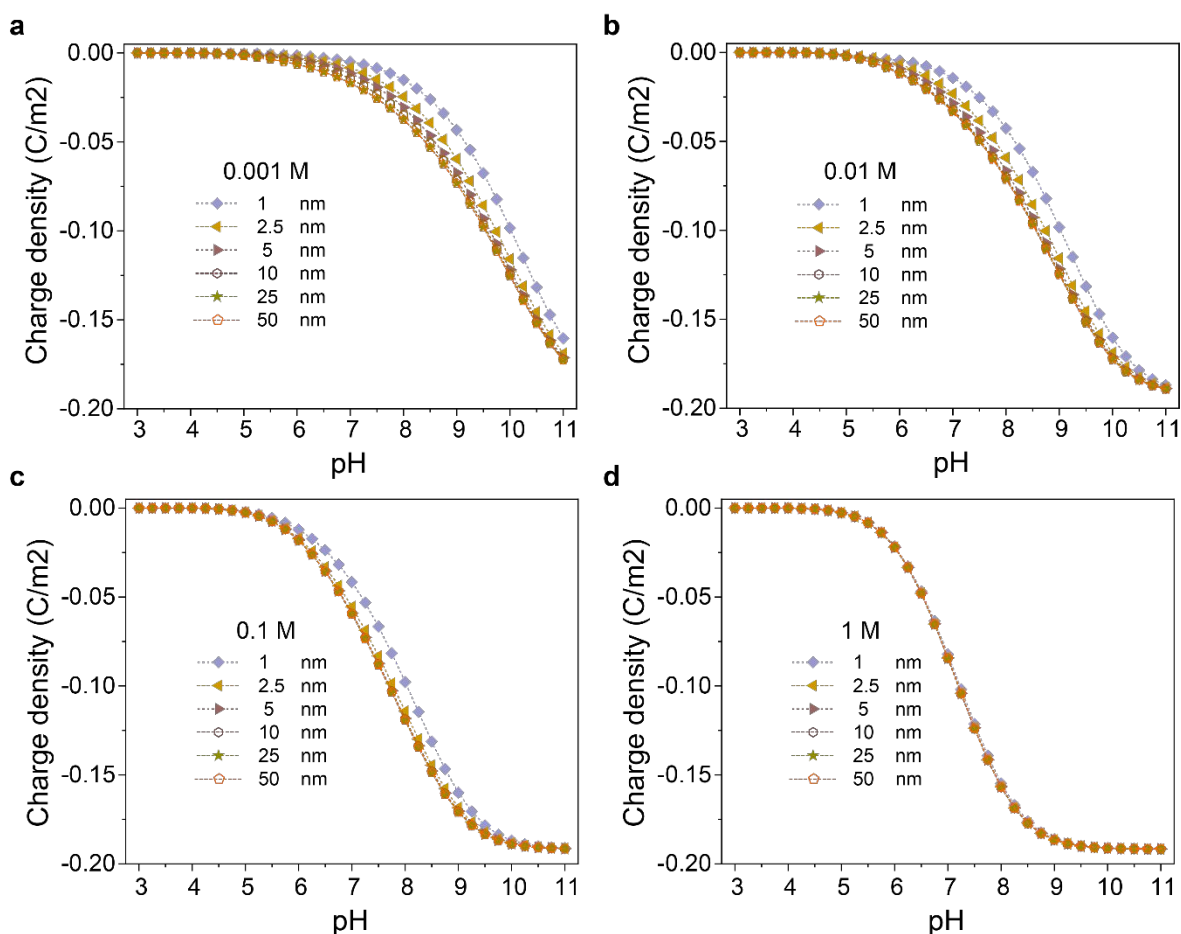 a
Charge density (C/m2)
0.00
-0.05
-0.10
-0.15
-0.20
0.001 M
1 nm
2.5 nm
5 nm
10 nm
25 nm
50 nm
3 4 5 6 7 8 9 10 11
pH
b
Charge density (C/m2)
0.00
-0.05
-0.10
-0.15
-0.20
0.01 M
1 nm
2.5 nm
5 nm
10 nm
25 nm
50 nm
3 4 5 6 7 8 9 10 11
pH
c
Charge density (C/m2)
0.00
-0.05
-0.10
-0.15
-0.20
0.1 M
1 nm
2.5 nm
5 nm
10 nm
25 nm
50 nm
3 4 5 6 7 8 9 10 11
pH
d
Charge density (C/m2)
0.00
-0.05
-0.10
-0.15
-0.20
1 M
1 nm
2.5 nm
5 nm
10 nm
25 nm
50 nm
3 4 5 6 7 8 9 10 11
pH